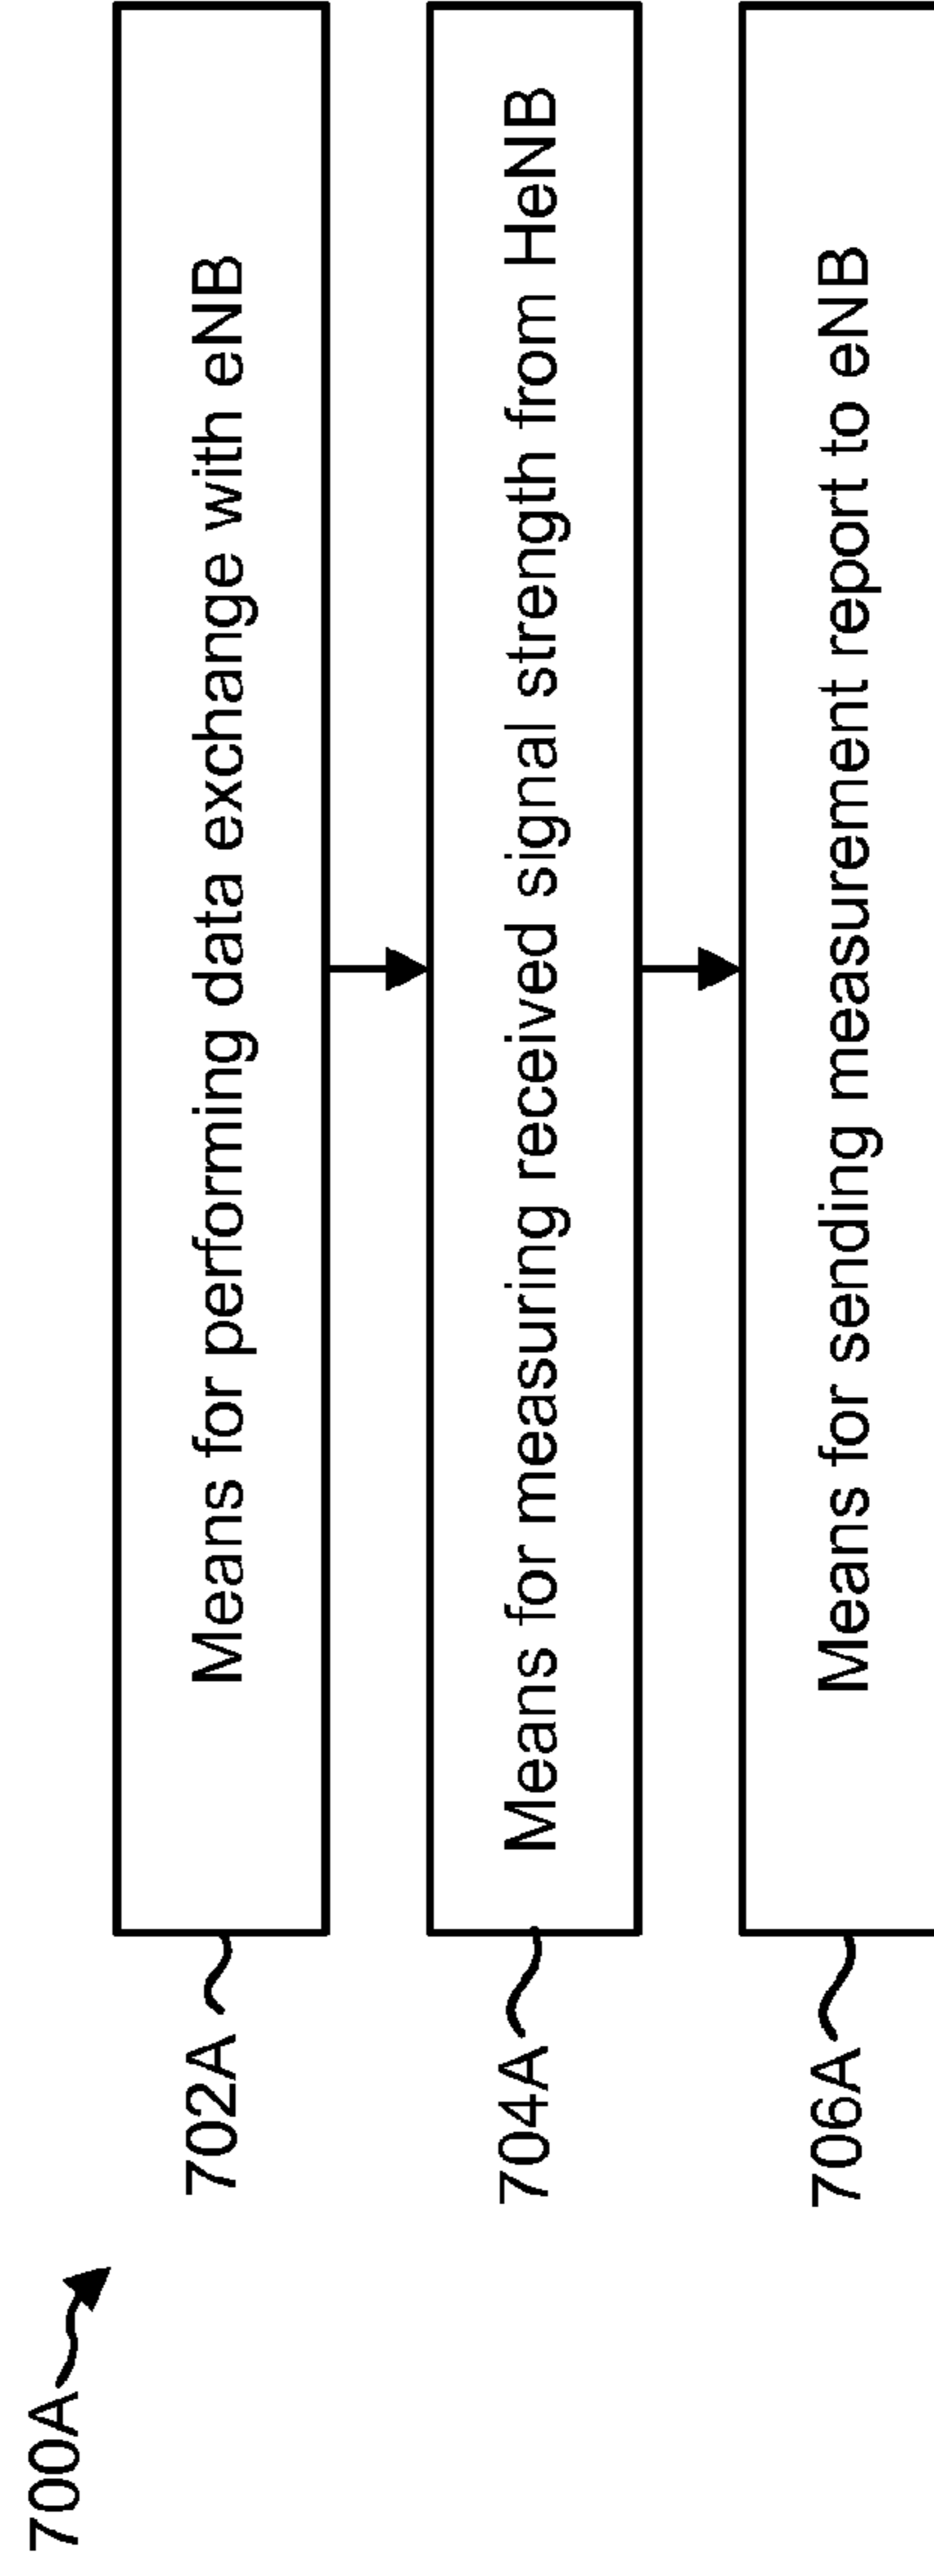 700A
702A
Means for performing data exchange with eNB
704A
Means for measuring received signal strength from HeNB
706A
Means for sending measurement report to eNB